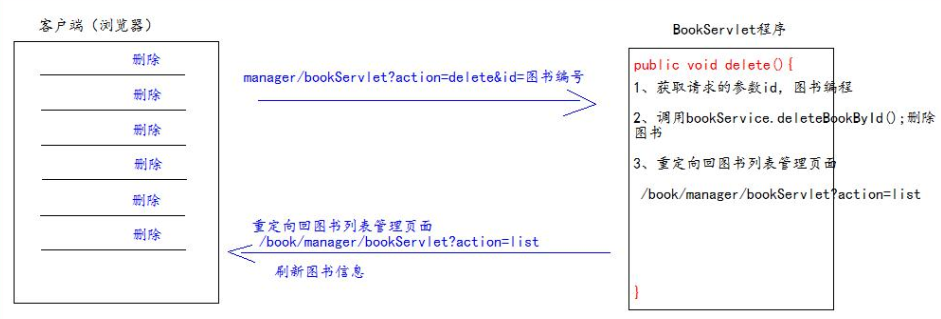 客户端（浏览器）
删除
删除
删除
删除
删除
删除
manager/bookServlet?action=delete&id=图书编号
重定向回图书列表管理页面
/book/manager/bookServlet?action=list
刷新图书信息
BookServlet程序
public void delete(){
1、获取请求的参数id，图书编程
2、调用bookService.deleteBookById();删除
图书
3、重定向回图书列表管理页面
/book/manager/bookServlet?action=list
}